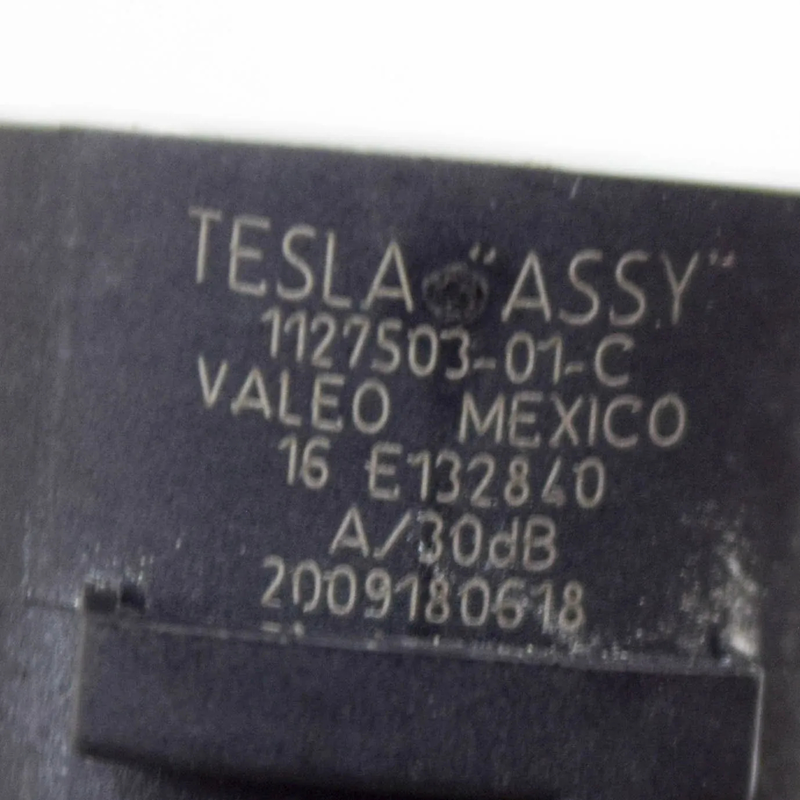 TESLA "ASSY"
1127503-01-C
VALEO MEXICO
16 E132840
A/30dB
2009180618